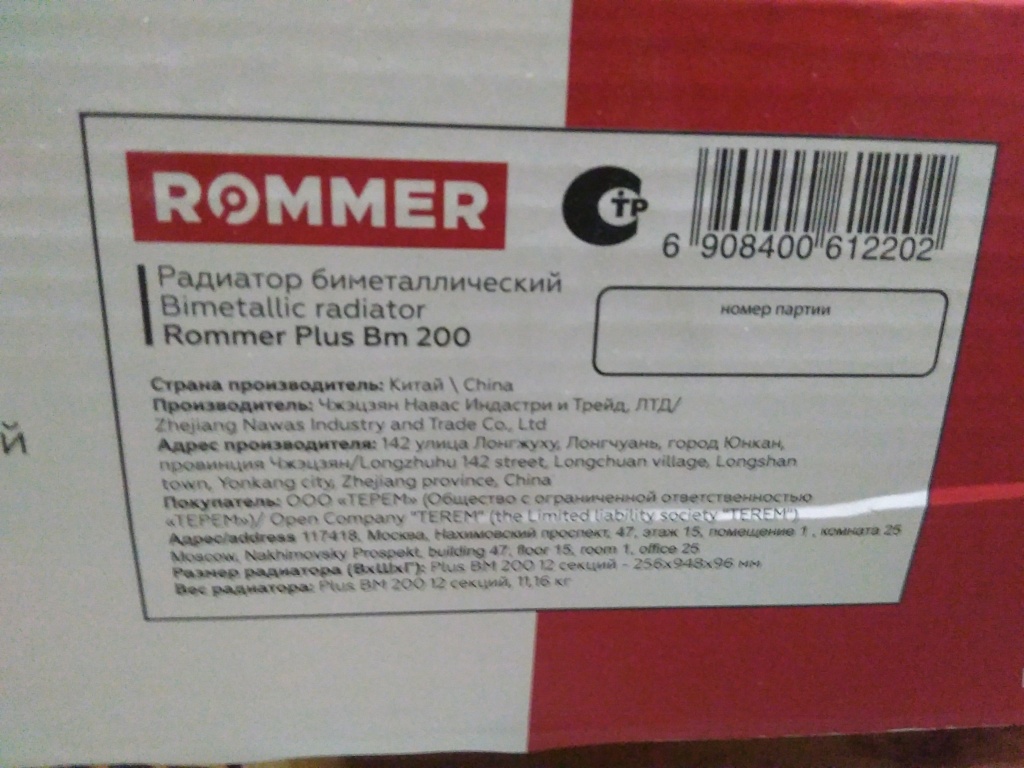 ROMMER
ТР
6 908400 612202
Радиатор биметаллический
Bimetallic radiator
Rommer Plus Bm 200
номер партии
Страна производитель: Китай \ China
Производитель: Чжэцзян Навас Индастри и Трейд, ЛТД/
Zhejiang Nawas Industry and Trade Co., Ltd
Адрес производителя: 142 улица Лонгжуху, Лонгчуань, город Юнкан,
провинция Чжэцзян/Longzhuhu 142 street, Longchuan village, Longshan
town, Yonkang city, Zhejiang province, China
Покупатель: ООО «ТЕРЕМ» (Общество с ограниченной ответственностью
«ТЕРЕМ»)/ Open Company "TEREM" (the Limited liability society "TEREM")
Адрес/address 117418, Москва, Нахимовский проспект, 47, этаж 15, помещение 1 , комната 25
Moscow, Nakhimovsky Prospekt, building 47, floor 15, room 1, office 25
Размер радиатора (ВхШхГ): Plus BM 200 12 секций - 256x948x96 мм
Вес радиатора: Plus BM 200 12 секций, 11,16 кг
й